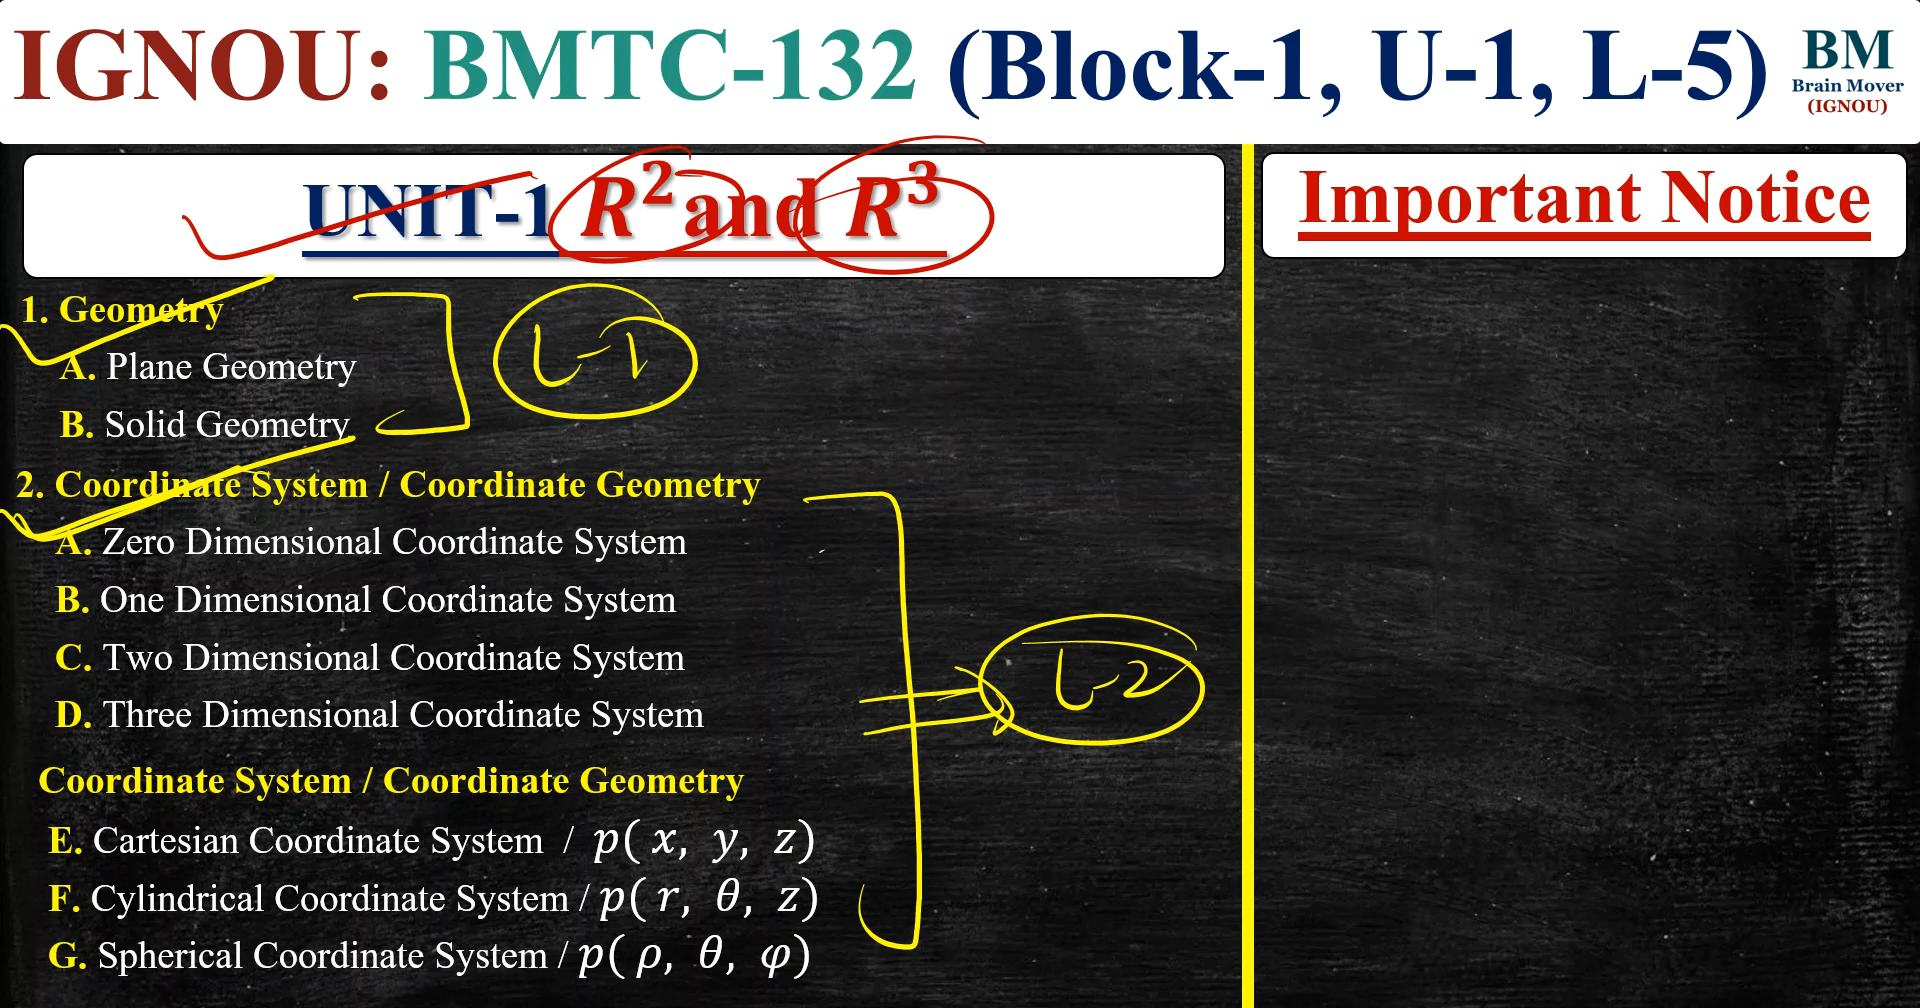 IGNOU: BMTC-132 (Block-1, U-1, L-5)
BM
Brain Mover
(IGNOU)
UNIT-1 R² and R³
Important Notice
1. Geometry
A. Plane Geometry
B. Solid Geometry
L-1
2. Coordinate System / Coordinate Geometry
A. Zero Dimensional Coordinate System
B. One Dimensional Coordinate System
C. Two Dimensional Coordinate System
D. Three Dimensional Coordinate System
L-2
Coordinate System / Coordinate Geometry
E. Cartesian Coordinate System / p( x, y, z)
F. Cylindrical Coordinate System / p( r, θ, z)
G. Spherical Coordinate System / p( ρ, θ, φ)